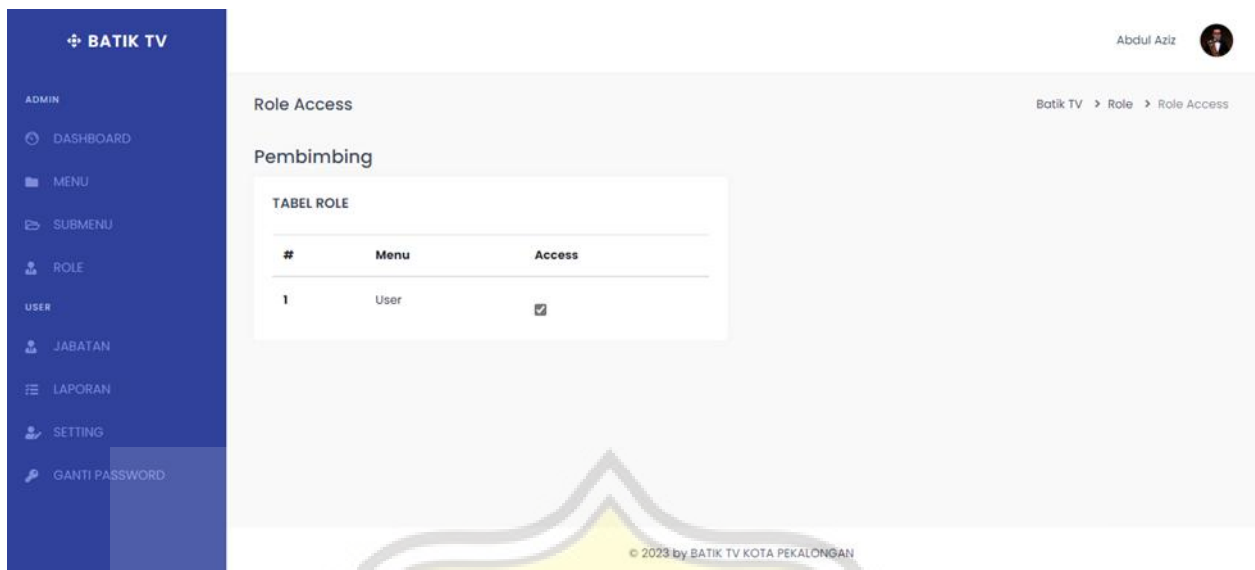 BATIK TV
Abdul Aziz
ADMIN
DASHBOARD
MENU
SUBMENU
ROLE
USER
JABATAN
LAPORAN
SETTING
GANTI PASSWORD
Role Access
Batik TV > Role > Role Access
Pembimbing
TABEL ROLE
# Menu Access
1 User
© 2023 by BATIK TV KOTA PEKALONGAN